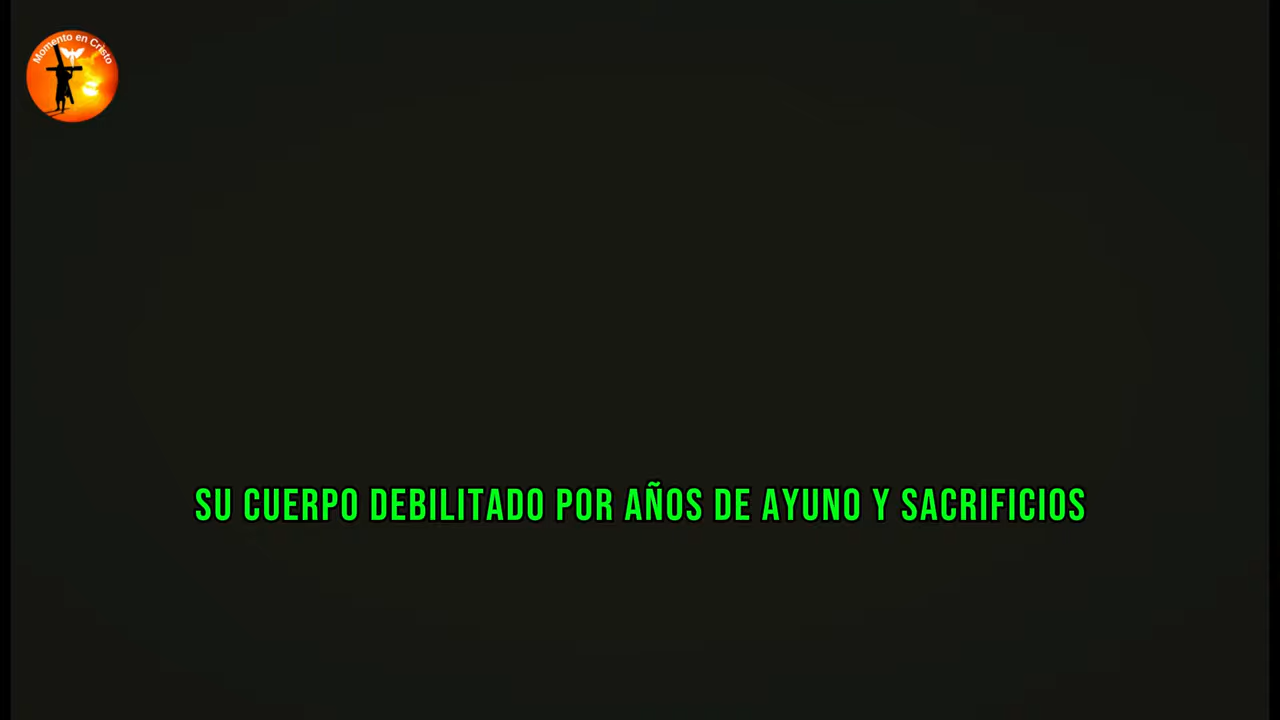 Momento en Cristo
SU CUERPO DEBILITADO POR AÑOS DE AYUNO Y SACRIFICIOS